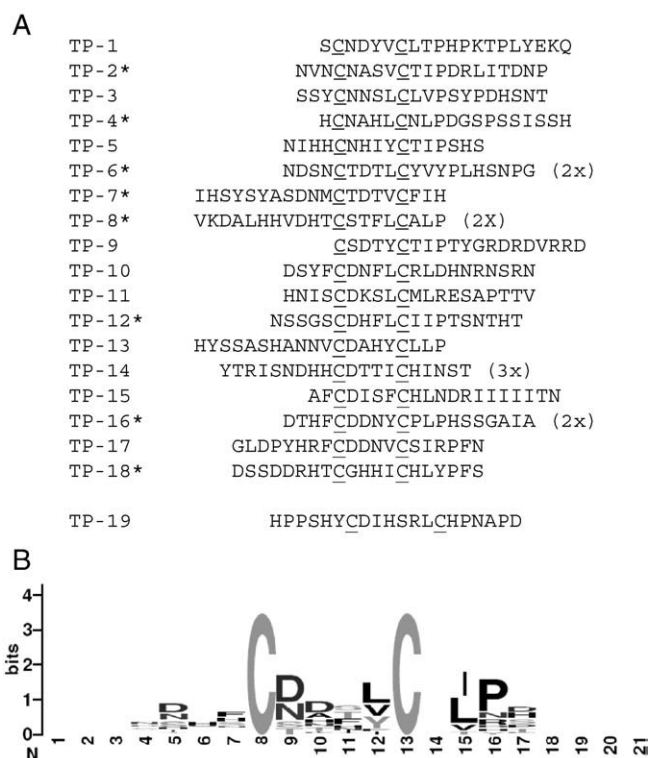 A
TP-1 SCNDYVCLTPHPKTPLYEKQ
TP-2* NVNCNASVCTIPDRLITDNP
TP-3 SSYCNNSLCLVPSYPDHSNT
TP-4* HCNAHLCNLPDGSPSSISSH
TP-5 NIHHCNHIYCTIPSHS
TP-6* NDSNCTDTLCYVYPLHSNPG (2x)
TP-7* IHSYSYASDNMCTDTVCFIH
TP-8* VKDALHHVDHTCSTFLCALP (2X)
TP-9 CSDTYCTIPTYGRDRDVRRD
TP-10 DSYFCDNFLCRLDHNRNSRN
TP-11 HNISCDKSLCMLRESAPTTV
TP-12* NSSGSCDHFLCIIPTSNTHT
TP-13 HYSSASHANNVCDAHYCLLP
TP-14 YTRISNDHHCDTTICHINST (3x)
TP-15 AFCDISFCHLNDRIIIIITN
TP-16* DTHFCDDNYCPLPHSSGAIA (2x)
TP-17 GLDPYHRFCDDNVCSIRPFN
TP-18* DSSDDRHTCGHHICHLYPFS
TP-19 HPPSHYCDIHSRLCHPNAPD
B
bits
4
3
2
1
0
N 1 2 3 4 5 6 7 8 9 10 11 12 13 14 15 16 17 18 19 20 21